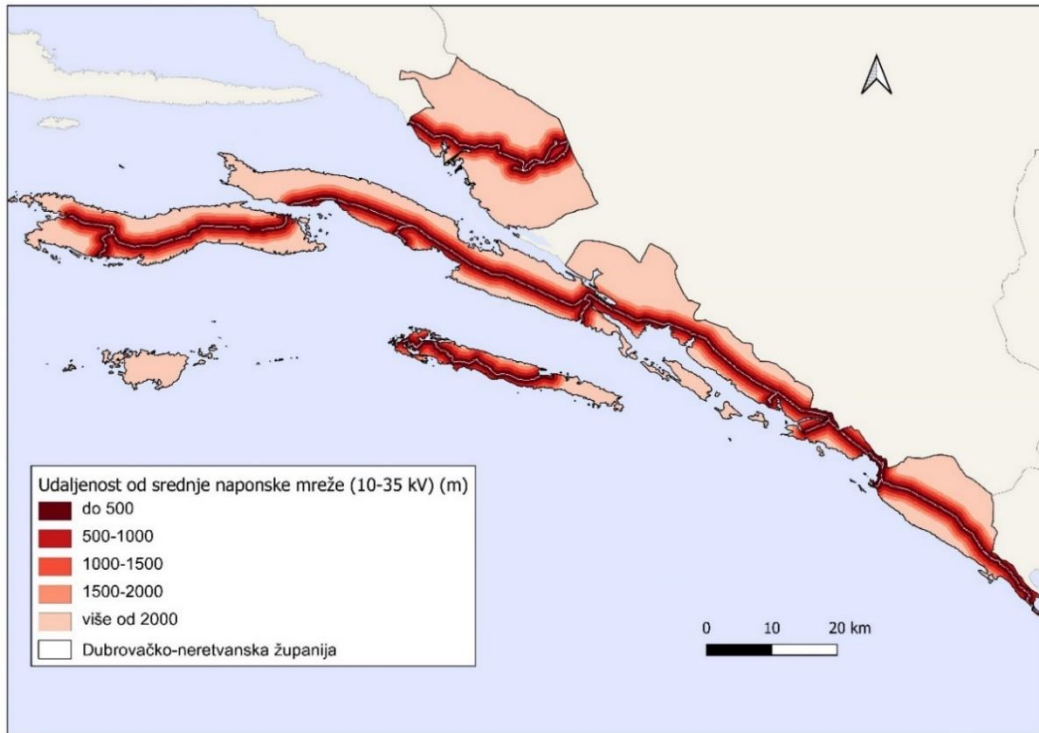 Udaljenost od srednje naponske mreže (10-35 kV) (m)
do 500
500-1000
1000-1500
1500-2000
više od 2000
Dubrovačko-neretvanska županija
0 10 20 km